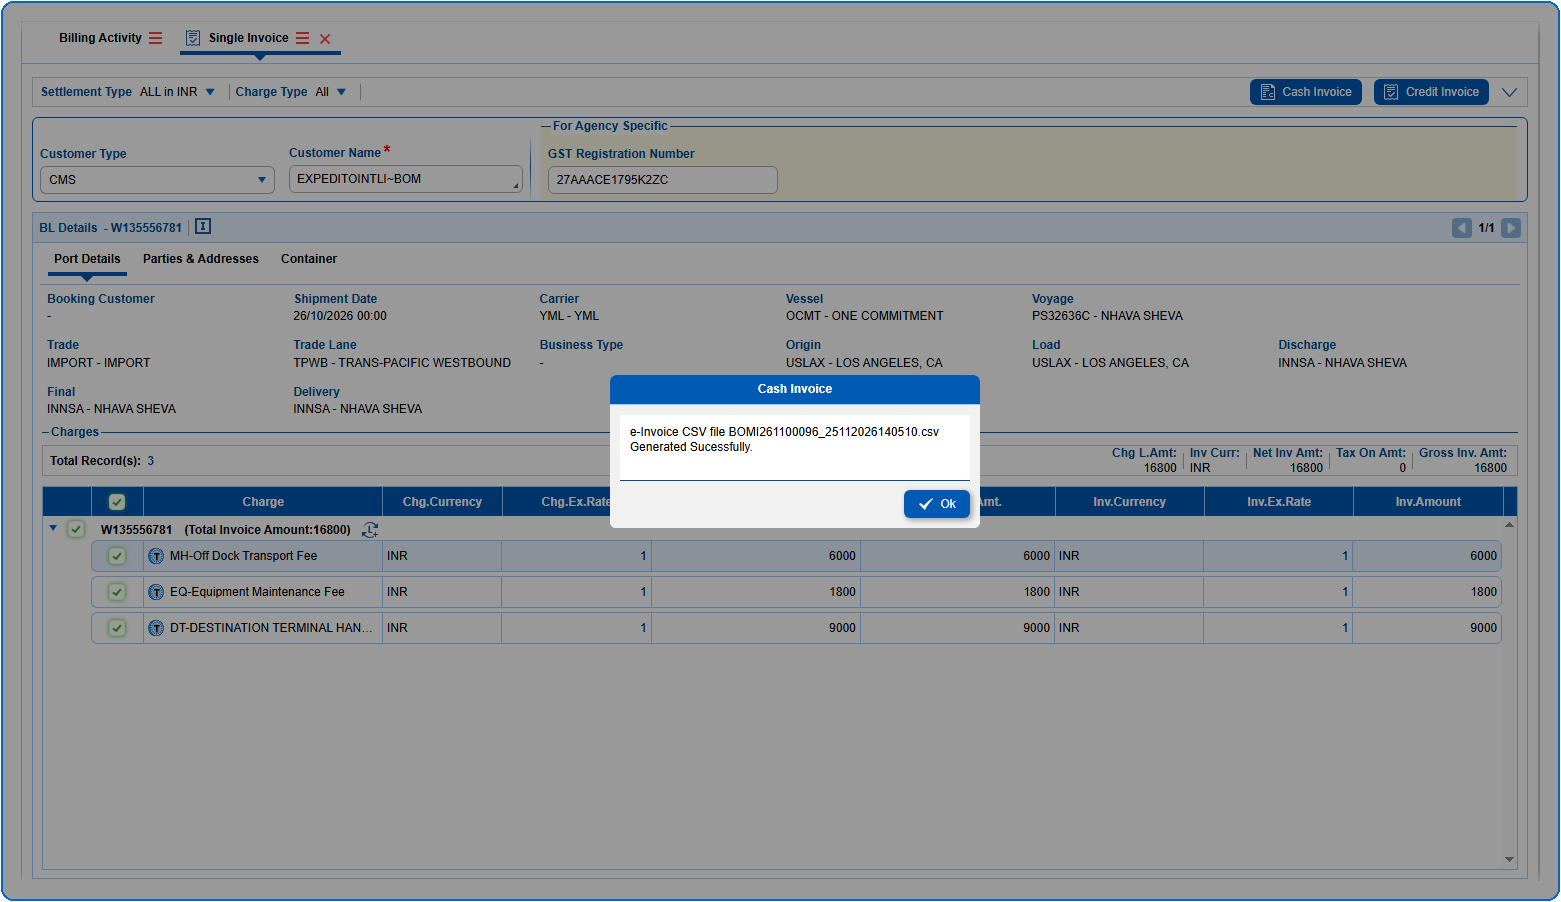 Billing Activity
Single Invoice
Settlement Type ALL in INR Charge Type All
Cash Invoice
Credit Invoice
For Agency Specific
Customer Type
Customer Name*
GST Registration Number
CMS
EXPEDITOINTLI~BOM
27AAACE1795K2ZC
BL Details - W135556781
1/1
Port Details Parties & Addresses Container
Booking Customer Shipment Date Carrier Vessel Voyage
- 26/10/2026 00:00 YML - YML OCMT - ONE COMMITMENT PS32636C - NHAVA SHEVA
Trade Trade Lane Business Type Origin Load Discharge
IMPORT - IMPORT TPWB - TRANS-PACIFIC WESTBOUND - USLAX - LOS ANGELES, CA USLAX - LOS ANGELES, CA INNSA - NHAVA SHEVA
Final Delivery
INNSA - NHAVA SHEVA INNSA - NHAVA SHEVA
Cash Invoice
e-Invoice CSV file BOMI261100096_25112026140510.csv
Generated Sucessfully.
Ok
Charges
Total Record(s): 3
Chg L.Amt: Inv Curr: Net Inv Amt: Tax On Amt: Gross Inv. Amt:
16800 INR 16800 0 16800
Charge Chg.Currency Chg.Ex.Rate Amt. Inv.Currency Inv.Ex.Rate Inv.Amount
W135556781 (Total Invoice Amount:16800)
MH-Off Dock Transport Fee INR 1 6000 6000 INR 1 6000
EQ-Equipment Maintenance Fee INR 1 1800 1800 INR 1 1800
DT-DESTINATION TERMINAL HAN... INR 1 9000 9000 INR 1 9000